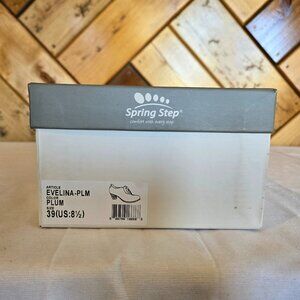 Spring Step®
comfort with every step
ARTICLE
EVELINA-PLM
COLOR
PLUM
SIZE
39(US:8½)